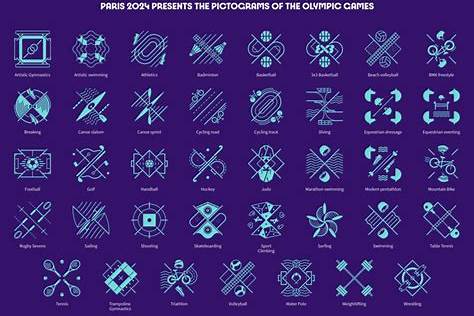 PARIS 2024 PRESENTS THE PICTOGRAMS OF THE OLYMPIC GAMES
Artistic Gymnastics Artistic swimming Athletics Badminton Basketball 3x3 Basketball Beach volleyball BMX freestyle
Breaking Canoe slalom Canoe sprint Cycling road Cycling track Diving Equestrian dressage Equestrian eventing
Football Golf Handball Hockey Judo Marathon swimming Modern pentathlon Mountain Bike
Rugby Sevens Sailing Shooting Skateboarding Sport
Climbing Surfing Swimming Table Tennis
Tennis Trampoline
Gymnastics Triathlon Volleyball Water Polo Weightlifting Wrestling